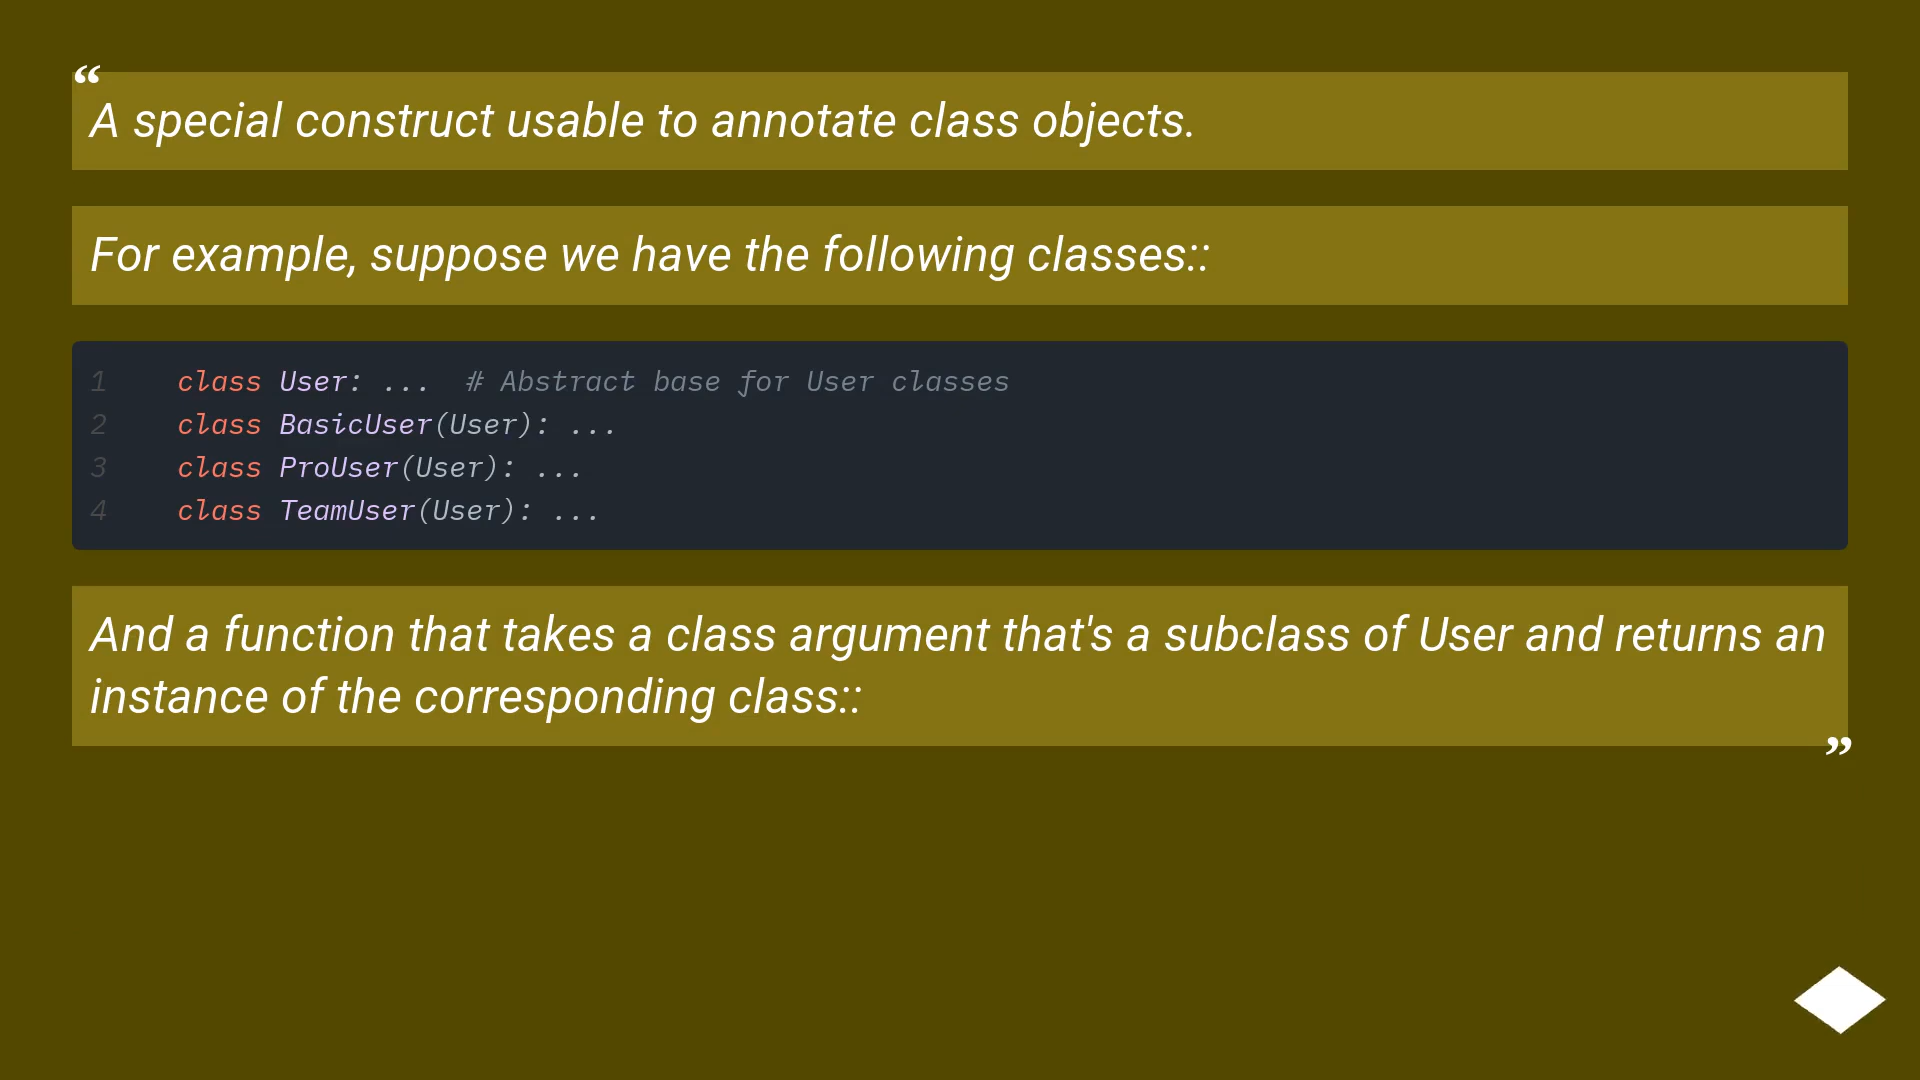 “
A special construct usable to annotate class objects.
For example, suppose we have the following classes::
1    class User: ...  # Abstract base for User classes
2    class BasicUser(User): ...
3    class ProUser(User): ...
4    class TeamUser(User): ...
And a function that takes a class argument that's a subclass of User and returns an
instance of the corresponding class::
”